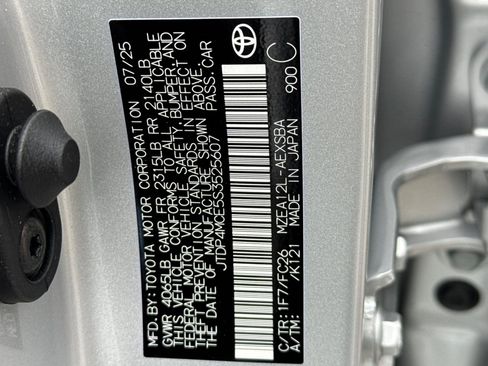 MFD.BY:TOYOTA MOTOR CORPORATION 07/25
GVWR 4065LB GAWR FR 2315LB RR 2140LB
THIS VEHICLE CONFORMS TO ALL APPLICABLE
FEDERAL MOTOR VEHICLE SAFETY, BUMPER, AND
THEFT PREVENTION STANDARDS IN EFFECT ON
THE DATE OF MANUFACTURE SHOWN ABOVE.
JTDP4MCE5S3525607 PASS.CAR
C/TR:1F7/FC26 MZEA12L-AEXSBA
A/TM: /K121 MADE IN JAPAN 900 C